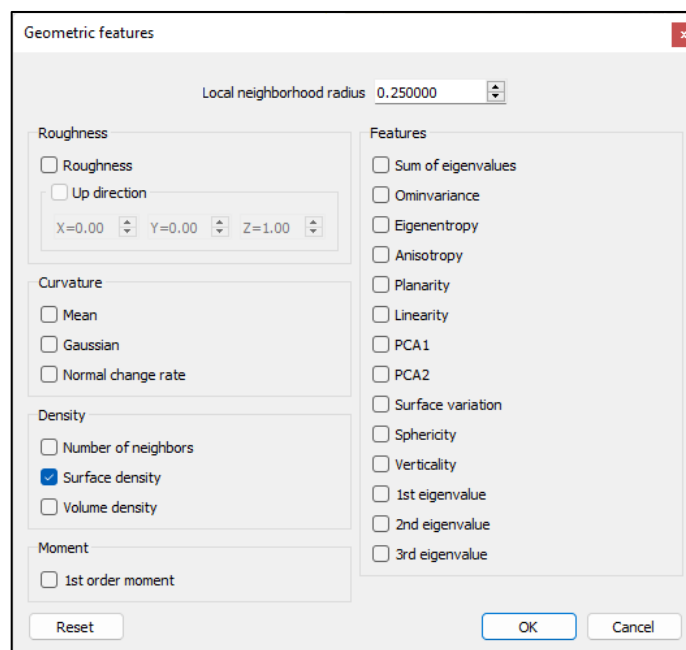 Geometric features
x
Local neighborhood radius 0.250000
Roughness
Roughness
Up direction
X=0.00 Y=0.00 Z=1.00
Curvature
Mean
Gaussian
Normal change rate
Density
Number of neighbors
Surface density
Volume density
Moment
1st order moment
Features
Sum of eigenvalues
Ominvariance
Eigenentropy
Anisotropy
Planarity
Linearity
PCA1
PCA2
Surface variation
Sphericity
Verticality
1st eigenvalue
2nd eigenvalue
3rd eigenvalue
Reset
OK
Cancel